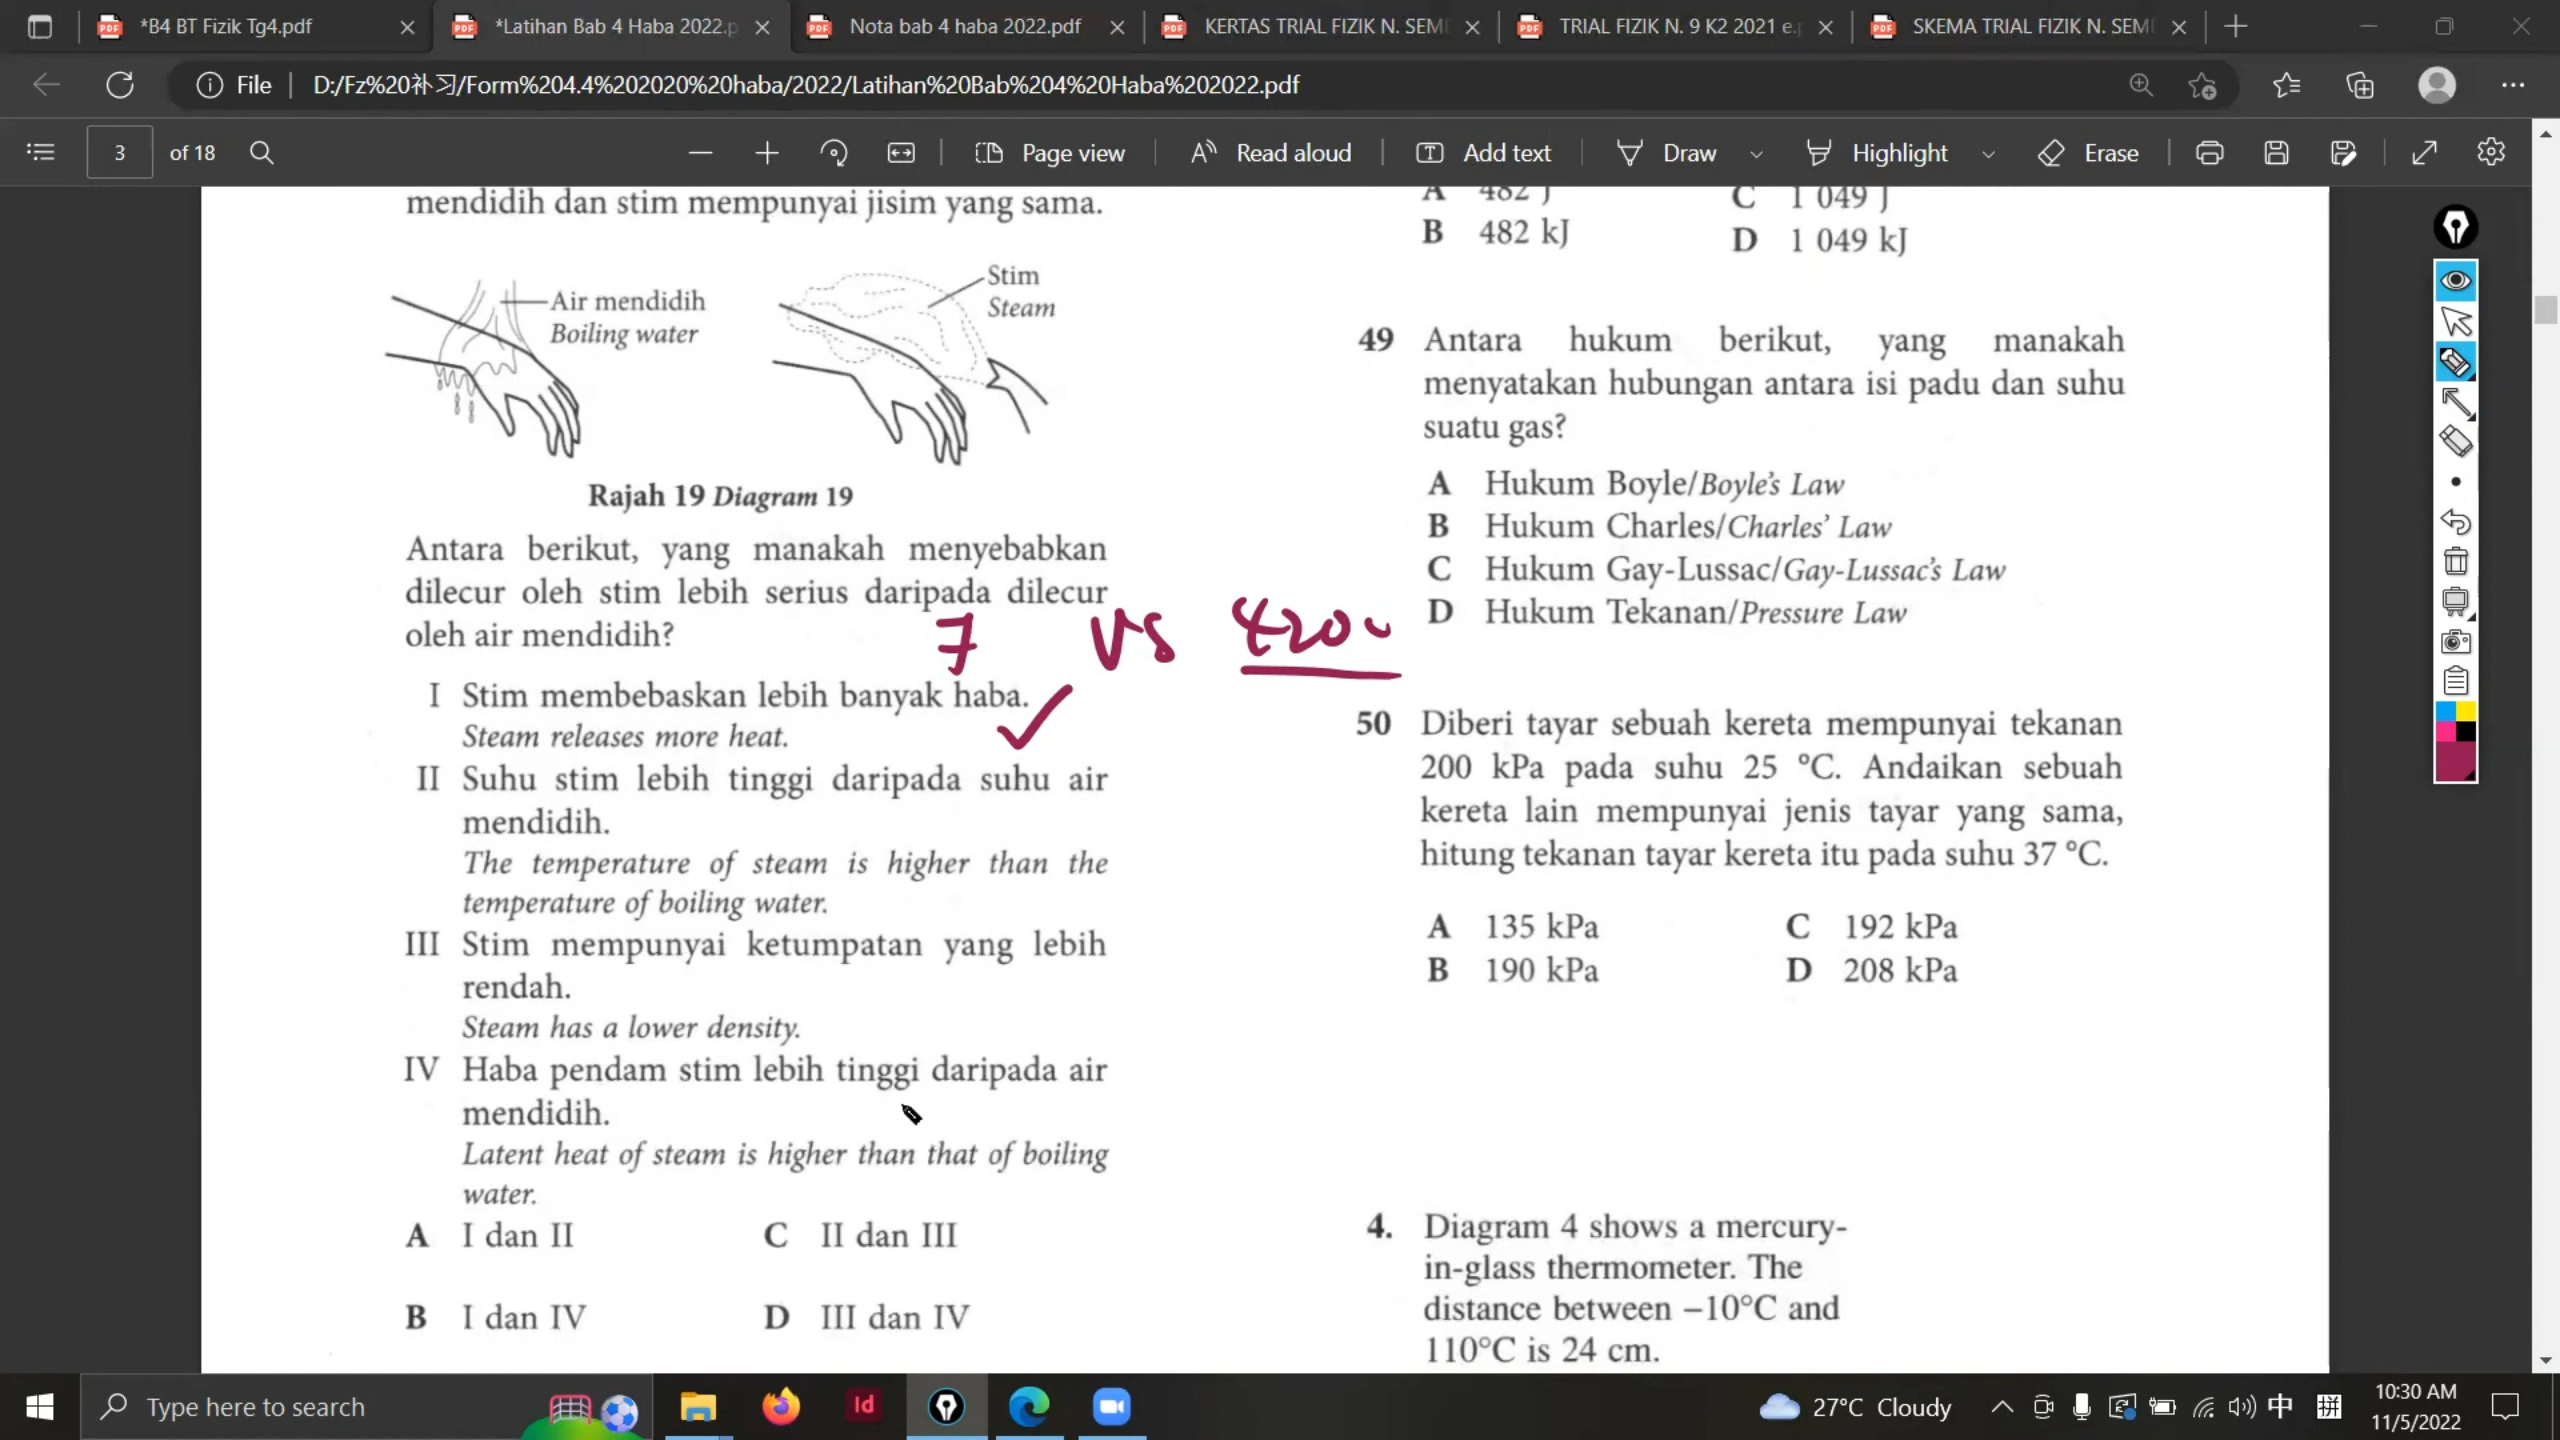 *B4 BT Fizik Tg4.pdf
*Latihan Bab 4 Haba 2022.p
Nota bab 4 haba 2022.pdf
KERTAS TRIAL FIZIK N. SEM
TRIAL FIZIK N. 9 K2 2021 e.
SKEMA TRIAL FIZIK N. SEM
File
D:/Fz%20补习/Form%204.4%202020%20haba/2022/Latihan%20Bab%204%20Haba%202022.pdf
3 of 18
Page view
Read aloud
Add text
Draw
Highlight
Erase
mendidih dan stim mempunyai jisim yang sama.
Air mendidih
Boiling water
Stim
Steam
Rajah 19 Diagram 19
Antara berikut, yang manakah menyebabkan
dilecur oleh stim lebih serius daripada dilecur
oleh air mendidih?
7 vs 4200
I Stim membebaskan lebih banyak haba.
Steam releases more heat.
II Suhu stim lebih tinggi daripada suhu air
mendidih.
The temperature of steam is higher than the
temperature of boiling water.
III Stim mempunyai ketumpatan yang lebih
rendah.
Steam has a lower density.
IV Haba pendam stim lebih tinggi daripada air
mendidih.
Latent heat of steam is higher than that of boiling
water.
A I dan II
C II dan III
B I dan IV
D III dan IV
A 482 J
C 1 049 J
B 482 kJ
D 1 049 kJ
49 Antara hukum berikut, yang manakah
menyatakan hubungan antara isi padu dan suhu
suatu gas?
A Hukum Boyle/Boyle's Law
B Hukum Charles/Charles' Law
C Hukum Gay-Lussac/Gay-Lussac's Law
D Hukum Tekanan/Pressure Law
50 Diberi tayar sebuah kereta mempunyai tekanan
200 kPa pada suhu 25 °C. Andaikan sebuah
kereta lain mempunyai jenis tayar yang sama,
hitung tekanan tayar kereta itu pada suhu 37 °C.
A 135 kPa
C 192 kPa
B 190 kPa
D 208 kPa
4. Diagram 4 shows a mercury-
in-glass thermometer. The
distance between −10°C and
110°C is 24 cm.
Type here to search
Id
27°C Cloudy
中
拼
10:30 AM
11/5/2022